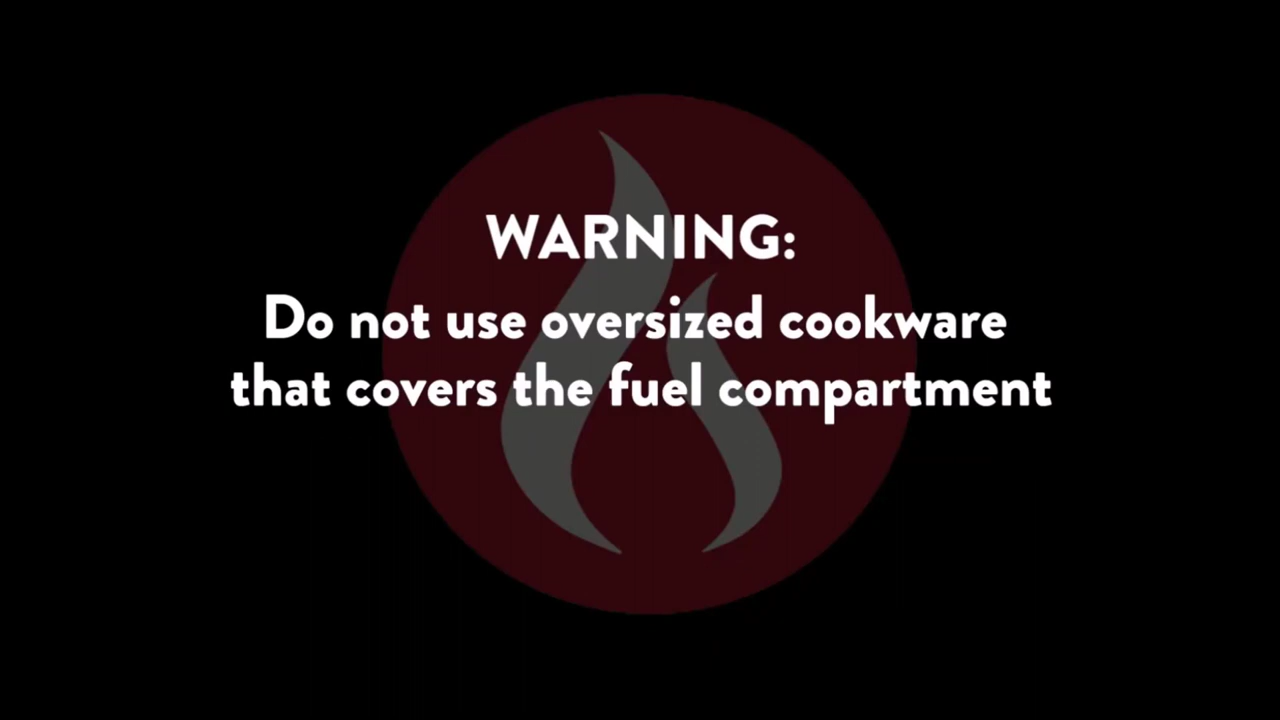 WARNING:
Do not use oversized cookware
that covers the fuel compartment